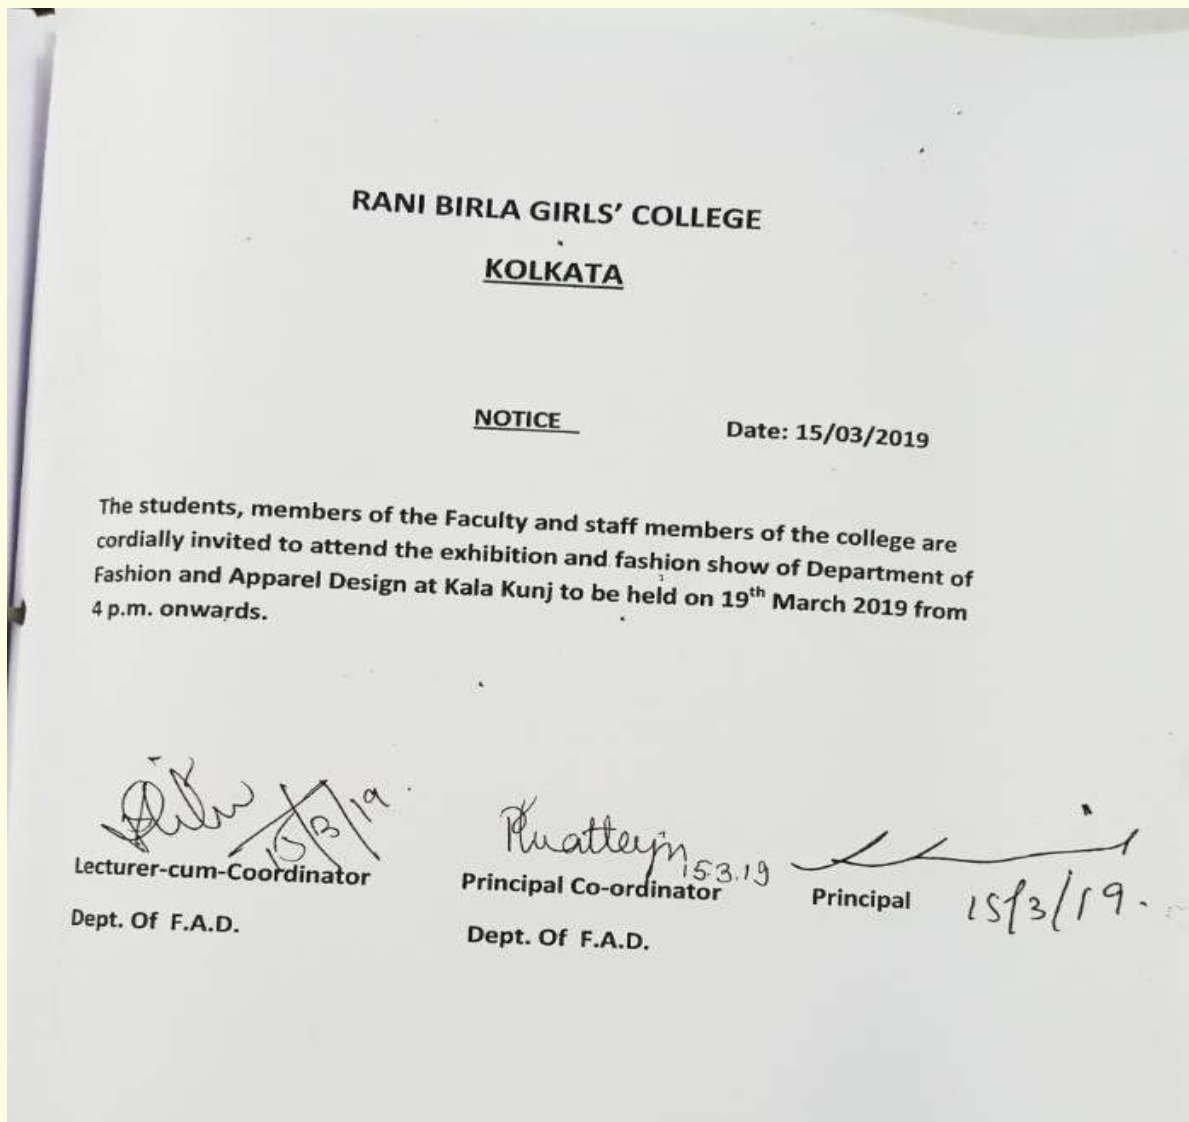 RANI BIRLA GIRLS’ COLLEGE
KOLKATA
NOTICE Date: 15/03/2019
The students, members of the Faculty and staff members of the college are
cordially invited to attend the exhibition and fashion show of Department of
Fashion and Apparel Design at Kala Kunj to be held on 19th March 2019 from
4 p.m. onwards.
15/3/19
Lecturer-cum-Coordinator
Dept. Of F.A.D.
15.3.19
Principal Co-ordinator
Dept. Of F.A.D.
Principal 15/3/19.